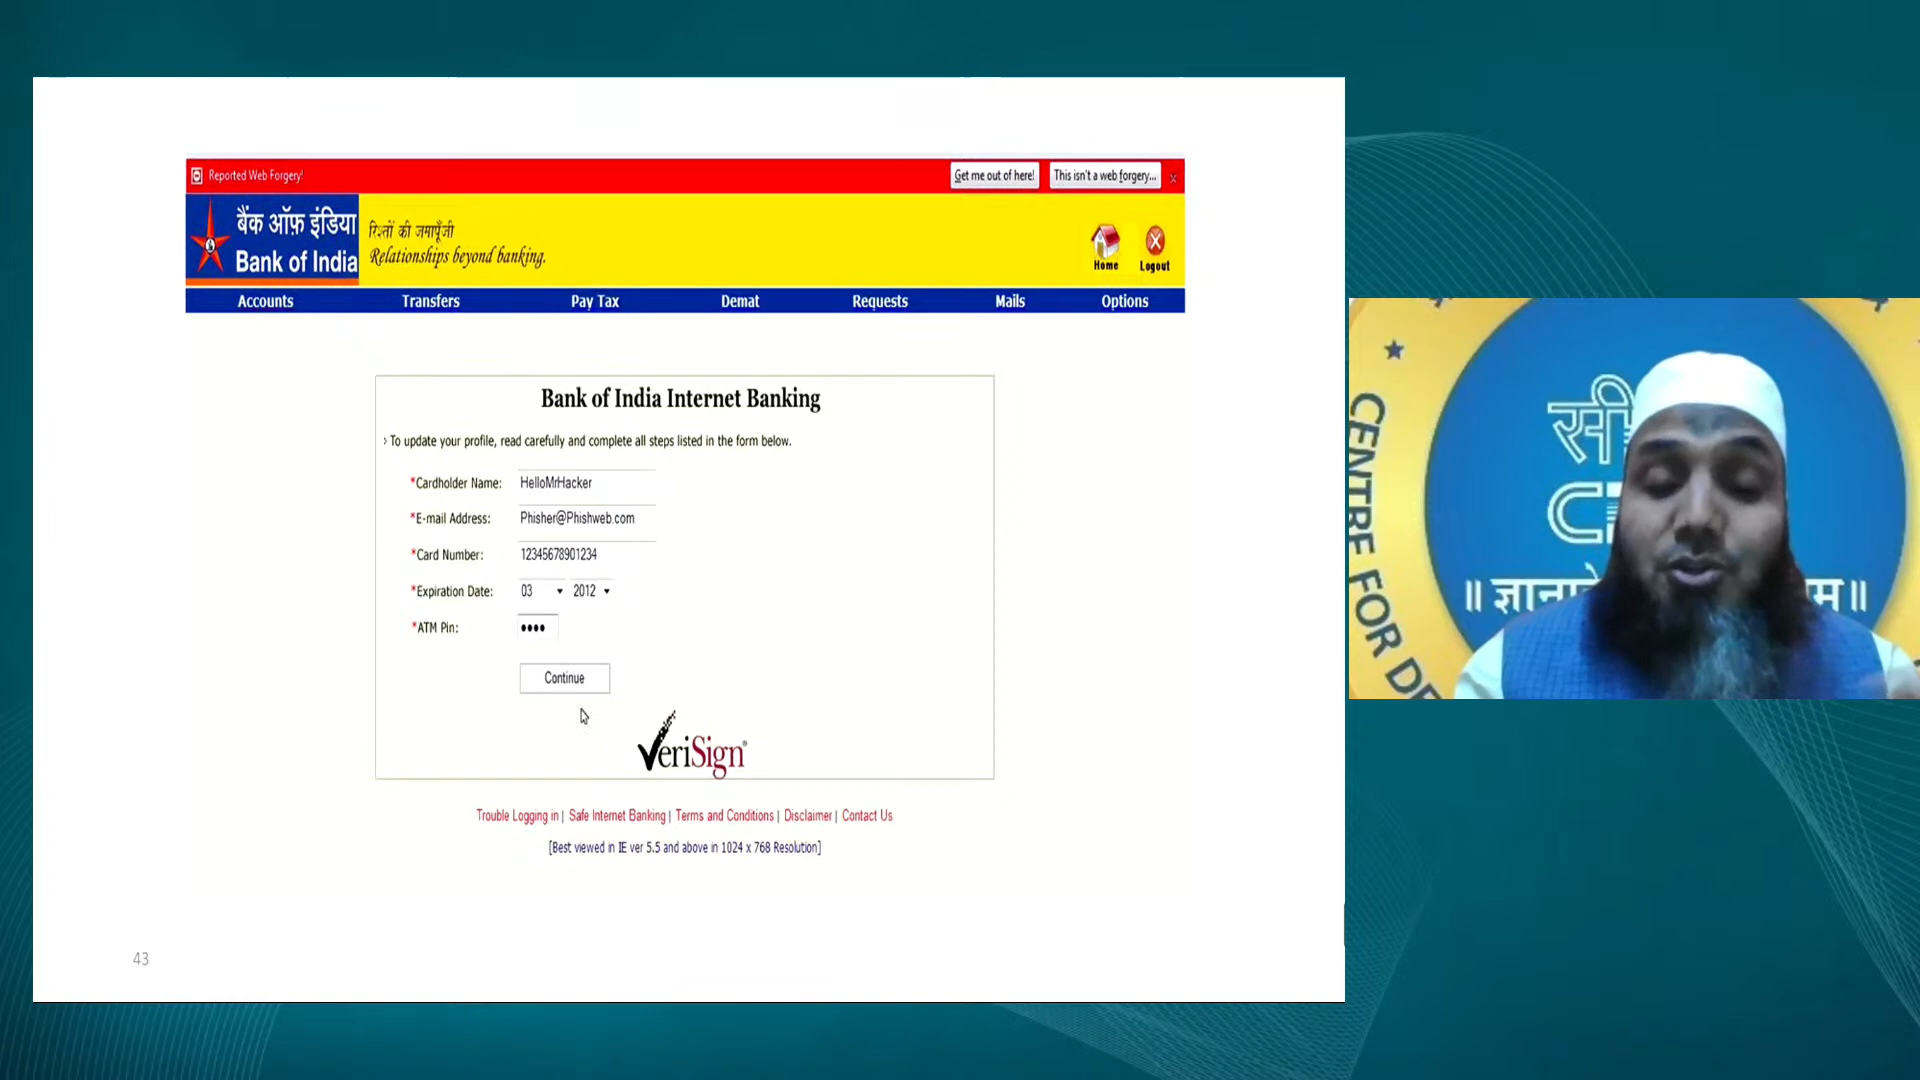 Reported Web Forgery!
Get me out of here!
This isn't a web forgery...
बैंक ऑफ़ इंडिया
Bank of India
रिश्तों की जमापूँजी
Relationships beyond banking.
Home
Logout
Accounts Transfers Pay Tax Demat Requests Mails Options
Bank of India Internet Banking
› To update your profile, read carefully and complete all steps listed in the form below.
*Cardholder Name: HelloMrHacker
*E-mail Address: Phisher@Phishweb.com
*Card Number: 12345678901234
*Expiration Date: 03 2012
*ATM Pin: ••••
Continue
VeriSign®
Trouble Logging in | Safe Internet Banking | Terms and Conditions | Disclaimer | Contact Us
[Best viewed in IE ver 5.5 and above in 1024 x 768 Resolution]
43
CENTRE FOR DE
सी
॥
म ॥